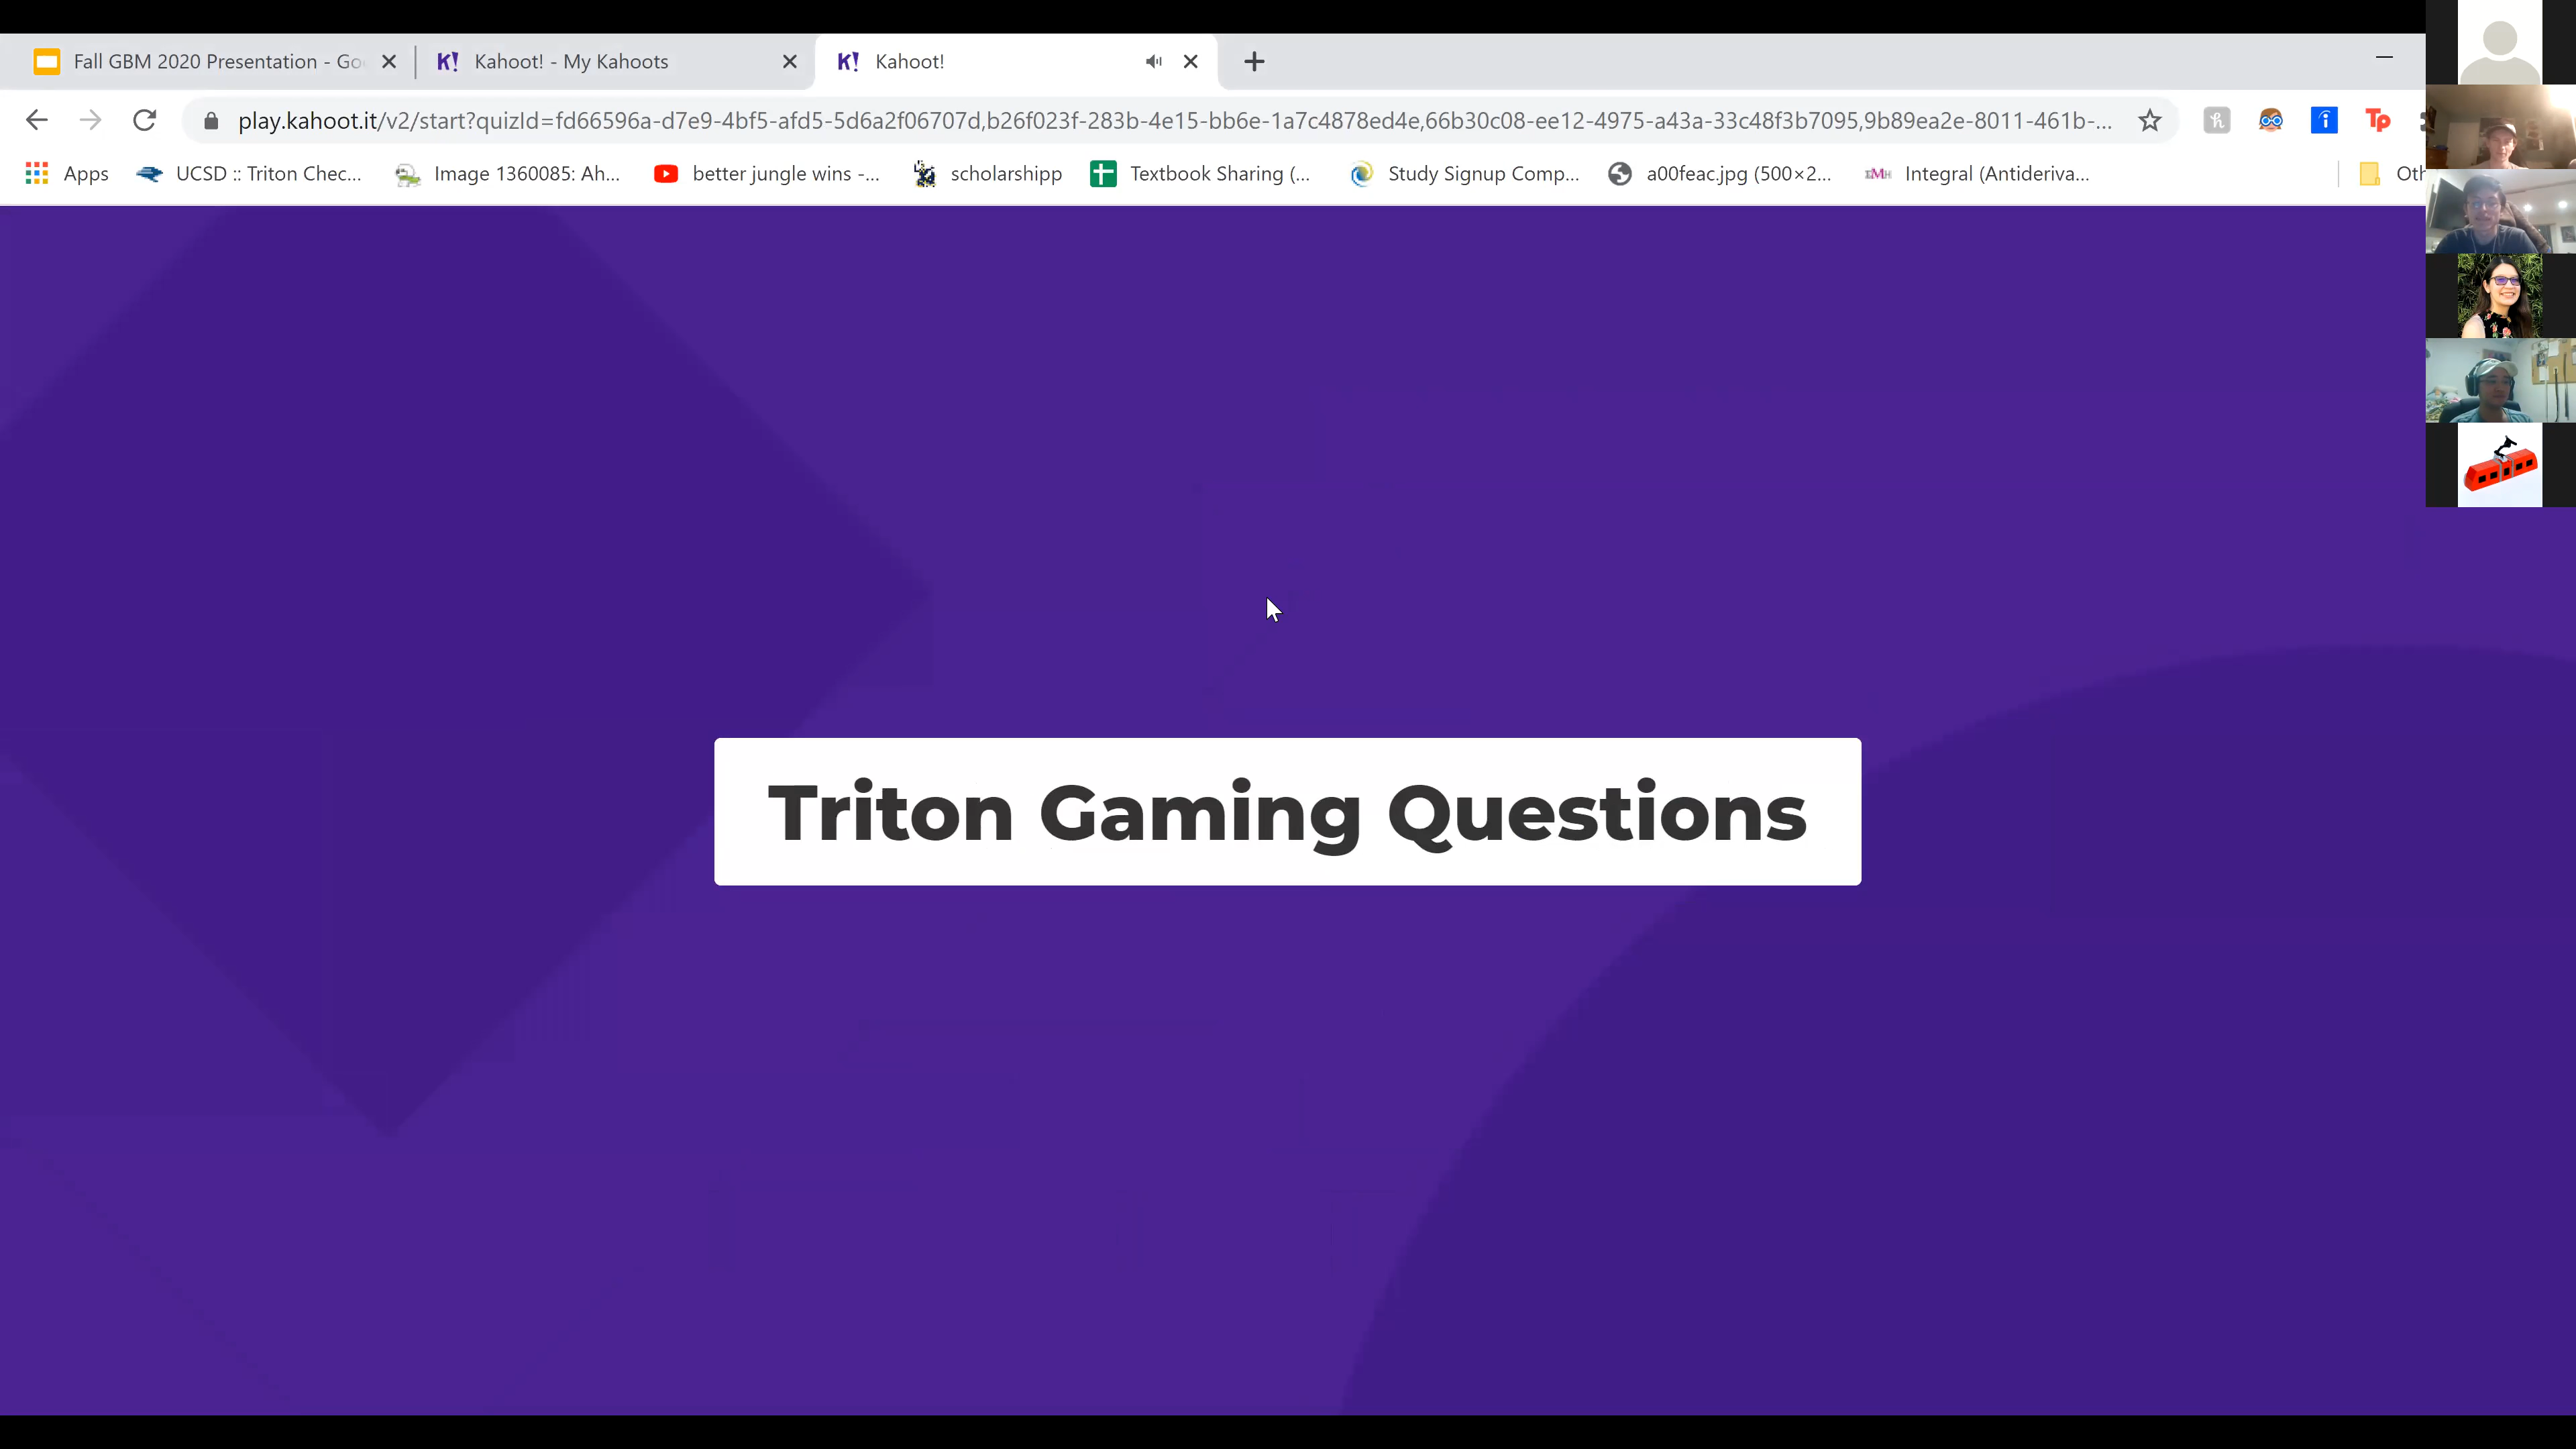 Fall GBM 2020 Presentation - Go
K! Kahoot! - My Kahoots
K! Kahoot!
play.kahoot.it/v2/start?quizId=fd66596a-d7e9-4bf5-afd5-5d6a2f06707d,b26f023f-283b-4e15-bb6e-1a7c4878ed4e,66b30c08-ee12-4975-a43a-33c48f3b7095,9b89ea2e-8011-461b-...
h
i
Tp
Apps
UCSD :: Triton Chec...
Image 1360085: Ah...
better jungle wins -...
scholarshipp
Textbook Sharing (...
Study Signup Comp...
a00feac.jpg (500×2...
Integral (Antideriva...
Oth
Triton Gaming Questions